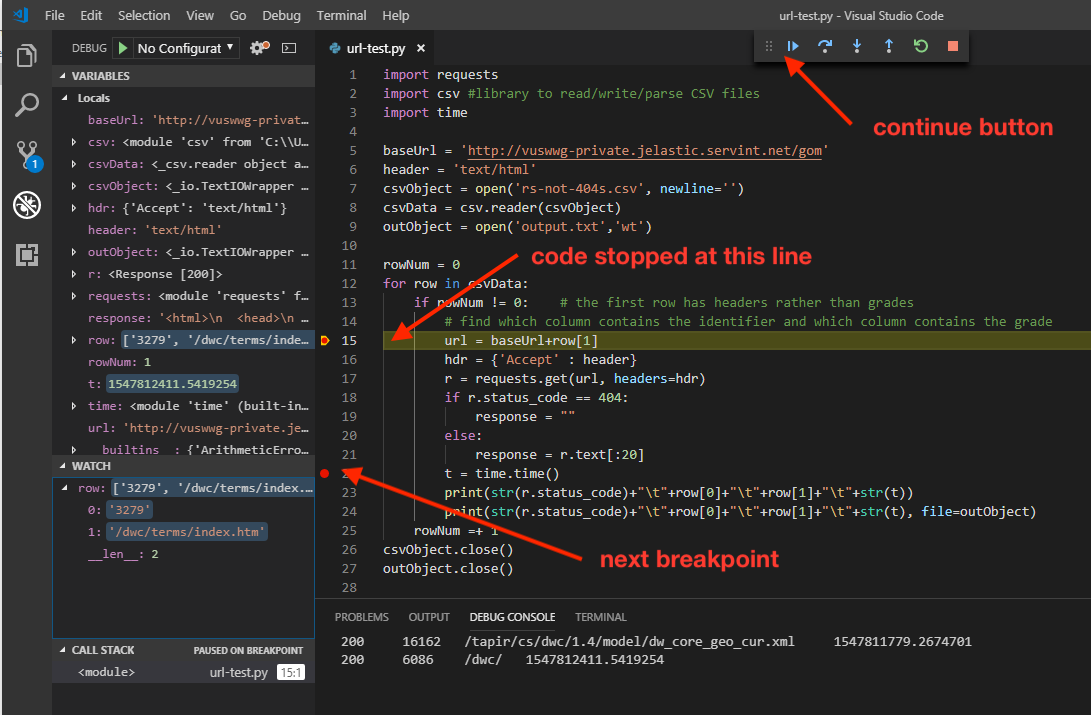 File Edit Selection View Go Debug Terminal Help
url-test.py - Visual Studio Code
DEBUG No Configurat
url-test.py ×
VARIABLES
Locals
baseUrl: 'http://vuswwg-privat…
csv: <module 'csv' from 'C:\\U…
csvData: <_csv.reader object a…
csvObject: <_io.TextIOWrapper …
hdr: {'Accept': 'text/html'}
header: 'text/html'
outObject: <_io.TextIOWrapper …
r: <Response [200]>
requests: <module 'requests' f…
response: '<html>\n <head>\n …
row: ['3279', '/dwc/terms/inde…
rowNum: 1
t: 1547812411.5419254
time: <module 'time' (built-in…
url: 'http://vuswwg-private.je…
builtins : {'ArithmeticErro…
WATCH
row: ['3279', '/dwc/terms/index.…
0: '3279'
1: '/dwc/terms/index.htm'
__len__: 2
CALL STACK PAUSED ON BREAKPOINT
<module> url-test.py 15:1
1
1 import requests
2 import csv #library to read/write/parse CSV files
3 import time
4
5 baseUrl = 'http://vuswwg-private.jelastic.servint.net/gom'
6 header = 'text/html'
7 csvObject = open('rs-not-404s.csv', newline='')
8 csvData = csv.reader(csvObject)
9 outObject = open('output.txt','wt')
10
11 rowNum = 0
12 for row in csvData:
13 if rowNum != 0: # the first row has headers rather than grades
14 # find which column contains the identifier and which column contains the grade
15 url = baseUrl+row[1]
16 hdr = {'Accept' : header}
17 r = requests.get(url, headers=hdr)
18 if r.status_code == 404:
19 response = ""
20 else:
21 response = r.text[:20]
t = time.time()
23 print(str(r.status_code)+"\t"+row[0]+"\t"+row[1]+"\t"+str(t))
24 print(str(r.status_code)+"\t"+row[0]+"\t"+row[1]+"\t"+str(t), file=outObject)
25 rowNum =+ 1
26 csvObject.close()
27 outObject.close()
28
continue button
code stopped at this line
next breakpoint
PROBLEMS OUTPUT DEBUG CONSOLE TERMINAL
200 16162 /tapir/cs/dwc/1.4/model/dw_core_geo_cur.xml 1547811779.2674701
200 6086 /dwc/ 1547812411.5419254